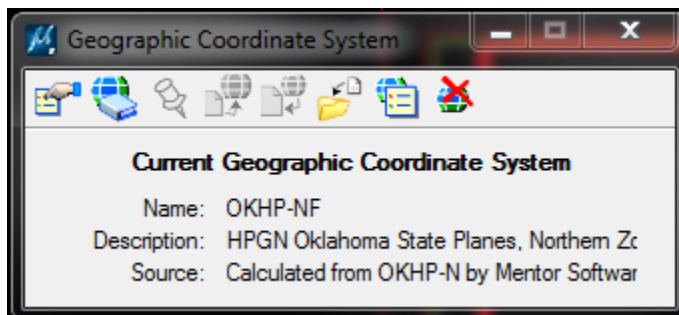 Geographic Coordinate System
Current Geographic Coordinate System
Name: OKHP-NF
Description: HPGN Oklahoma State Planes, Northern Zo
Source: Calculated from OKHP-N by Mentor Softwar